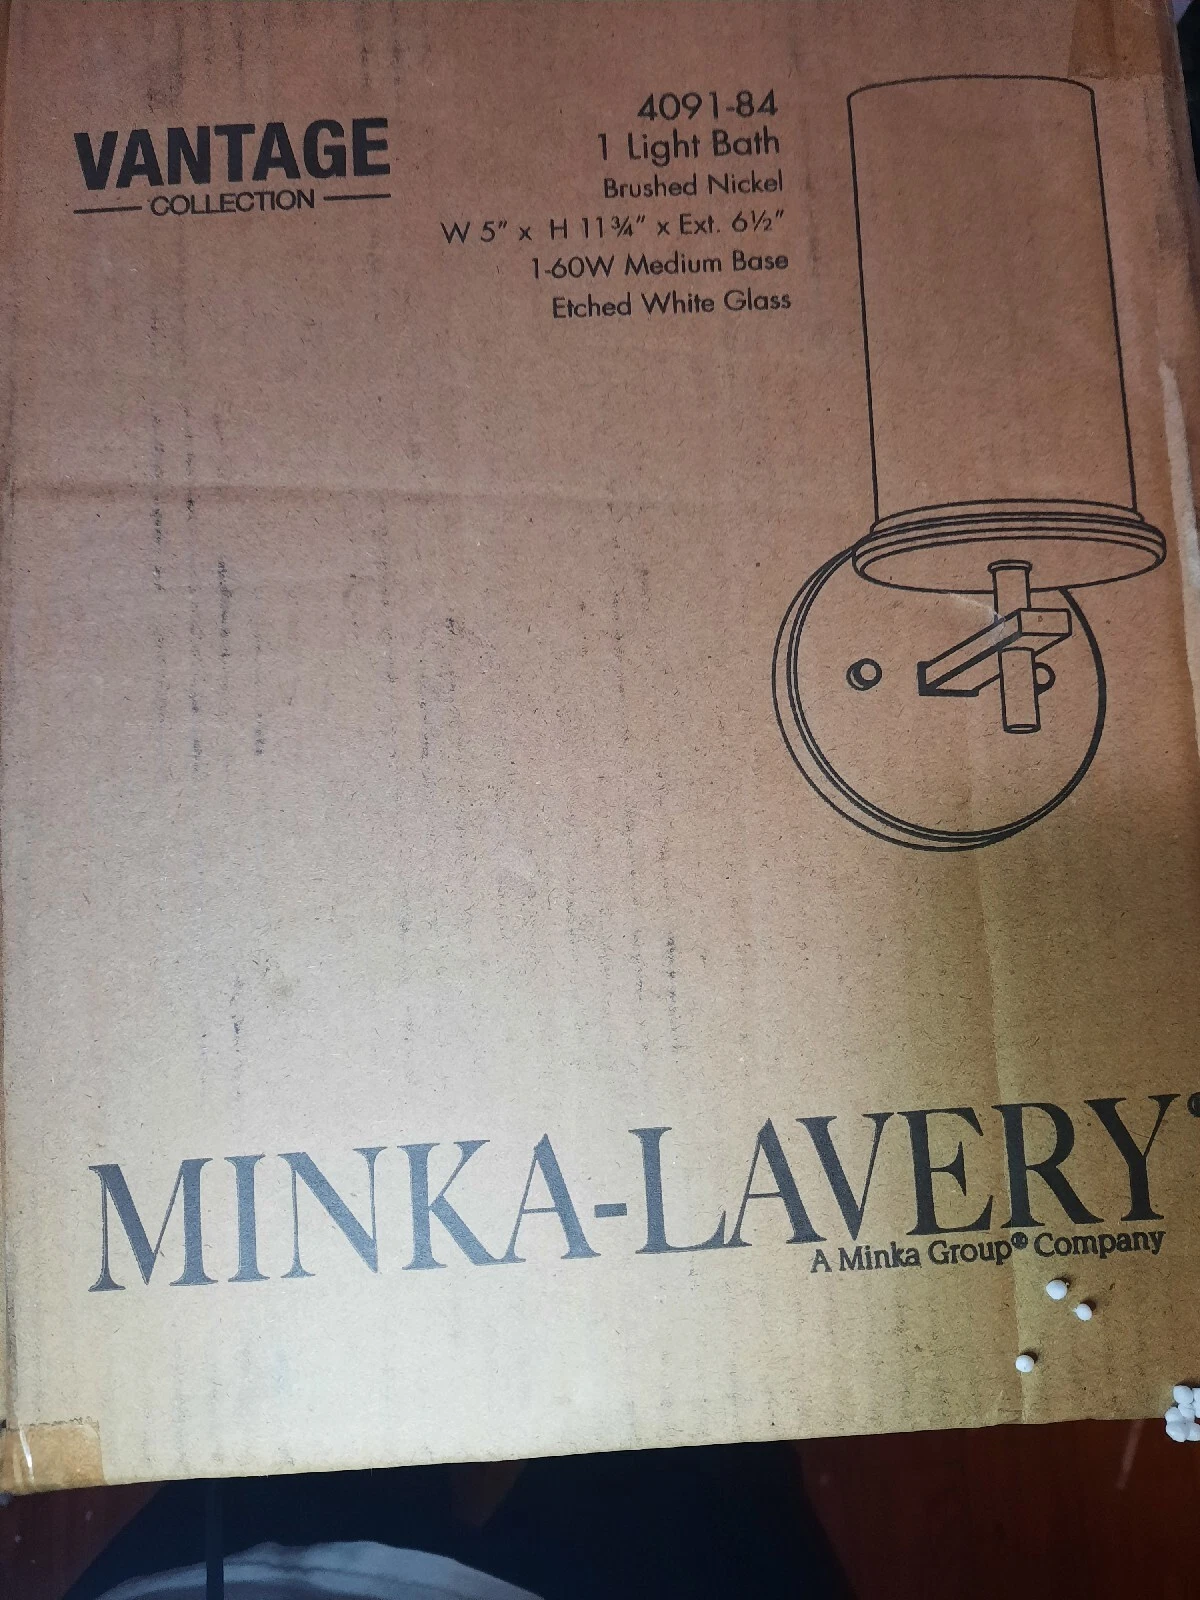 VANTAGE
COLLECTION
4091-84
1 Light Bath
Brushed Nickel
W 5" x H 11¾" x Ext. 6½"
1-60W Medium Base
Etched White Glass
MINKA-LAVERY®
A Minka Group® Company